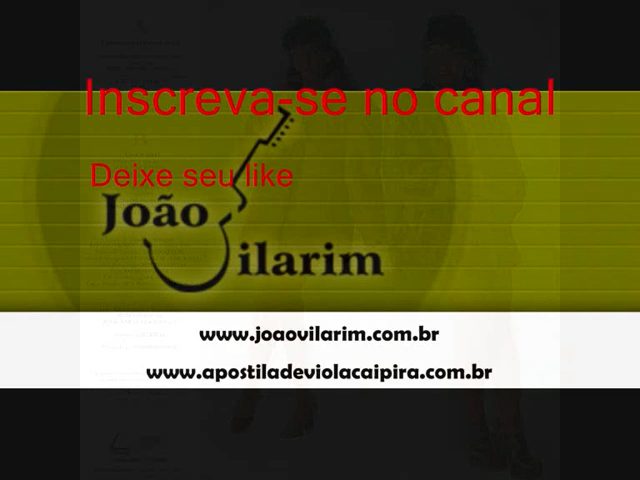 Inscreva-se no canal
Deixe seu like
João
Vilarim
www.joaovilarim.com.br
www.apostiladeviolacaipira.com.br